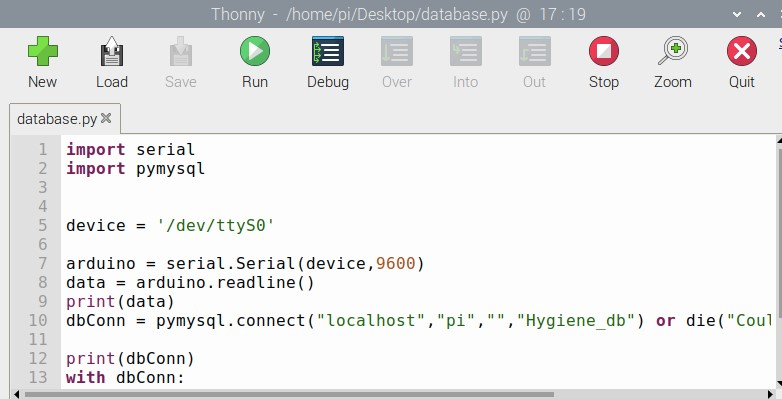 Thonny - /home/pi/Desktop/database.py @ 17 : 19
New Load Save Run Debug Over Into Out Stop Zoom Quit
database.py
1 import serial
2 import pymysql
3
4
5 device = '/dev/ttyS0'
6
7 arduino = serial.Serial(device,9600)
8 data = arduino.readline()
9 print(data)
10 dbConn = pymysql.connect("localhost","pi","","Hygiene_db") or die("Coul
11
12 print(dbConn)
13 with dbConn: